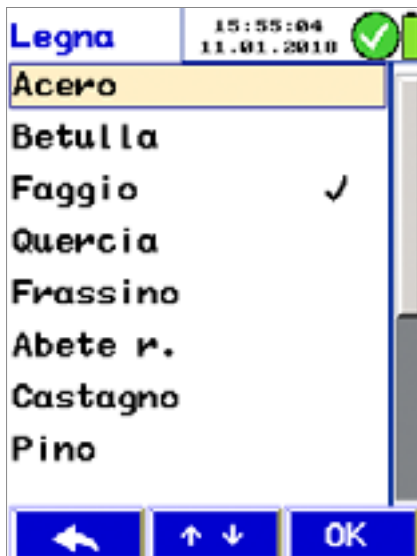 Legna
15:55:04
11.01.2018
Acero
Betulla
Faggio
Quercia
Frassino
Abete r.
Castagno
Pino
OK